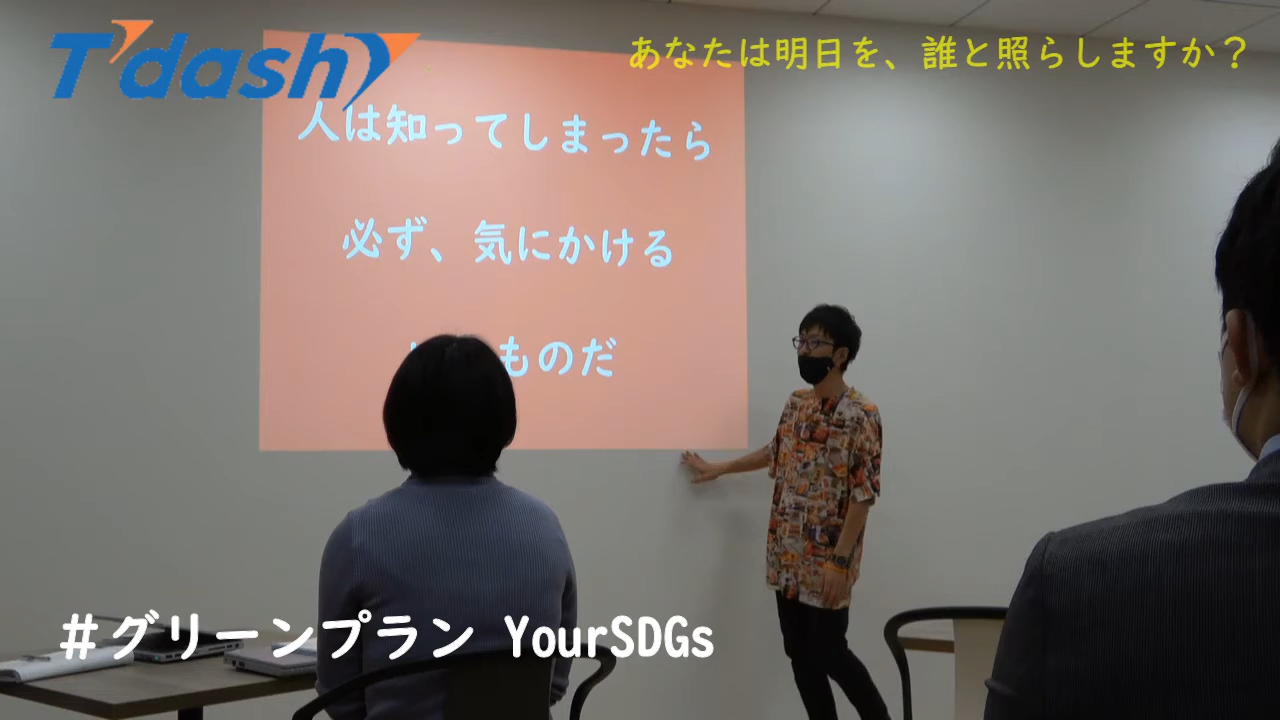 T'dash
あなたは明日を、誰と照らしますか？
人は知ってしまったら
必ず、気にかける
ものだ
#グリーンプラン YourSDGs